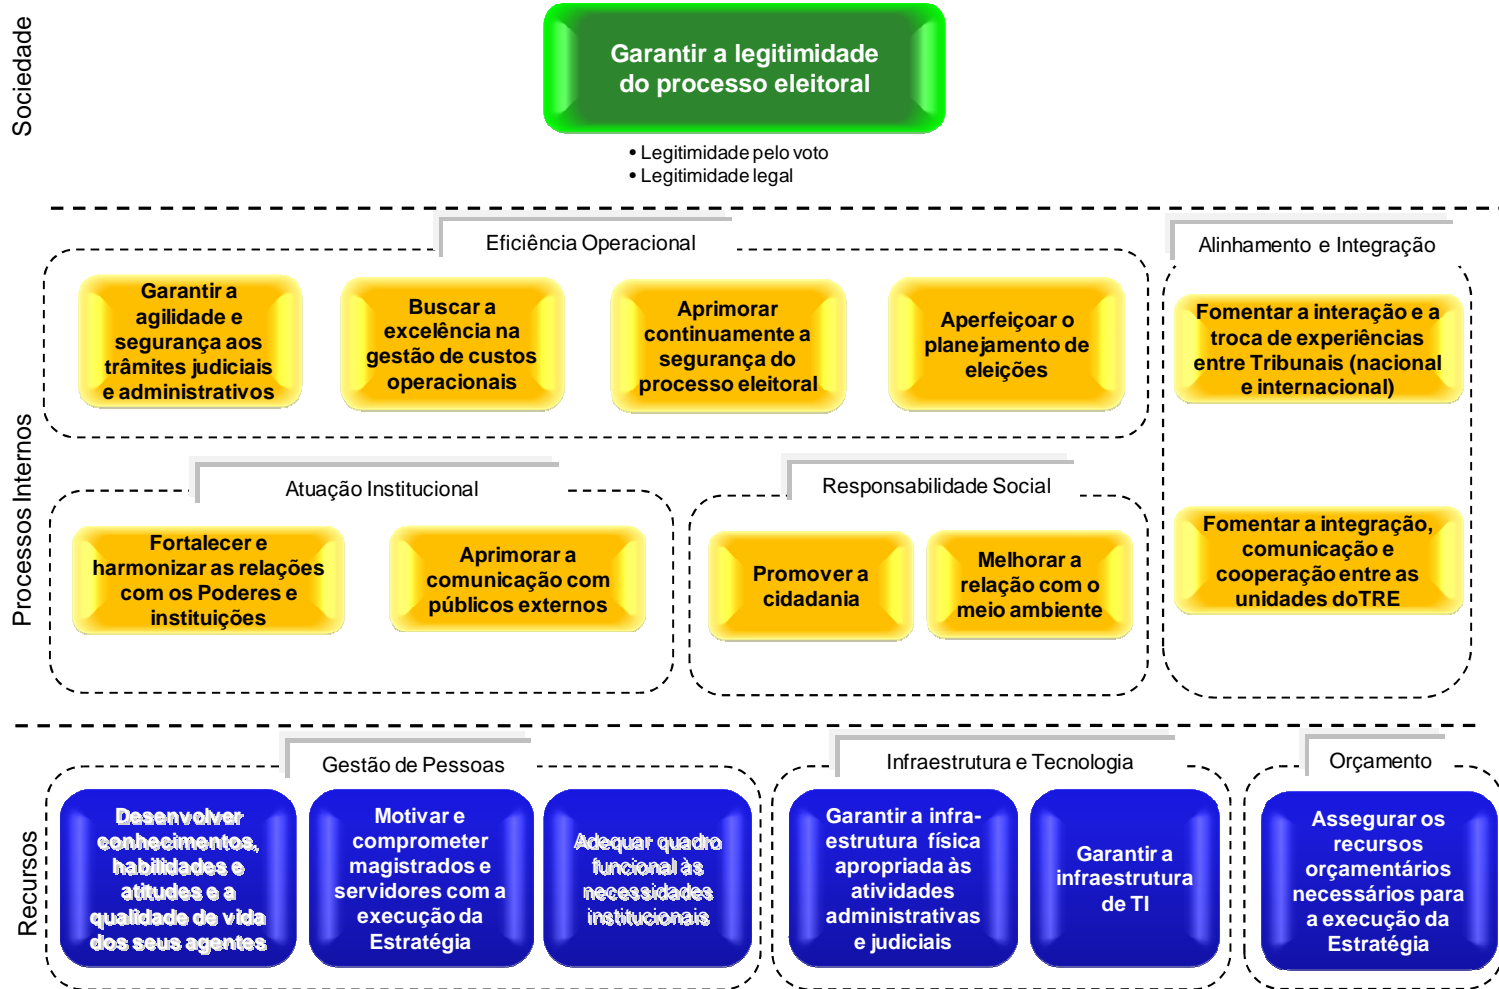 Sociedade
Garantir a legitimidade
do processo eleitoral
• Legitimidade pelo voto
• Legitimidade legal
Processos Internos
Eficiência Operacional
Garantir a
agilidade e
segurança aos
trâmites judiciais
e administrativos
Buscar a
excelência na
gestão de custos
operacionais
Aprimorar
continuamente a
segurança do
processo eleitoral
Aperfeiçoar o
planejamento de
eleições
Alinhamento e Integração
Fomentar a interação e a
troca de experiências
entre Tribunais (nacional
e internacional)
Fomentar a integração,
comunicação e
cooperação entre as
unidades doTRE
Atuação Institucional
Fortalecer e
harmonizar as relações
com os Poderes e
instituições
Aprimorar a
comunicação com
públicos externos
Responsabilidade Social
Promover a
cidadania
Melhorar a
relação com o
meio ambiente
Recursos
Gestão de Pessoas
Desenvolver
conhecimentos,
habilidades e
atitudes e a
qualidade de vida
dos seus agentes
Motivar e
comprometer
magistrados e
servidores com a
execução da
Estratégia
Adequar quadro
funcional às
necessidades
institucionais
Infraestrutura e Tecnologia
Garantir a infra-
estrutura física
apropriada às
atividades
administrativas
e judiciais
Garantir a
infraestrutura
de TI
Orçamento
Assegurar os
recursos
orçamentários
necessários para
a execução da
Estratégia